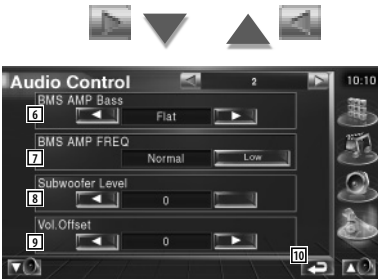 Audio Control 2 10:10
BMS AMP Bass
6 Flat
BMS AMP FREQ
7 Normal Low
Subwoofer Level
8 0
Vol.Offset
9 0
10